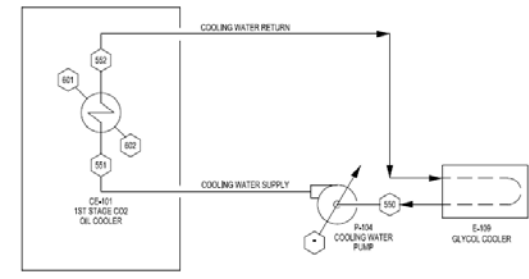 COOLING WATER RETURN
552
601
602
551
COOLING WATER SUPPLY
CE-101
1ST STAGE CO2
OIL COOLER
550
P-104
COOLING WATER
PUMP
E-109
GLYCOL COOLER